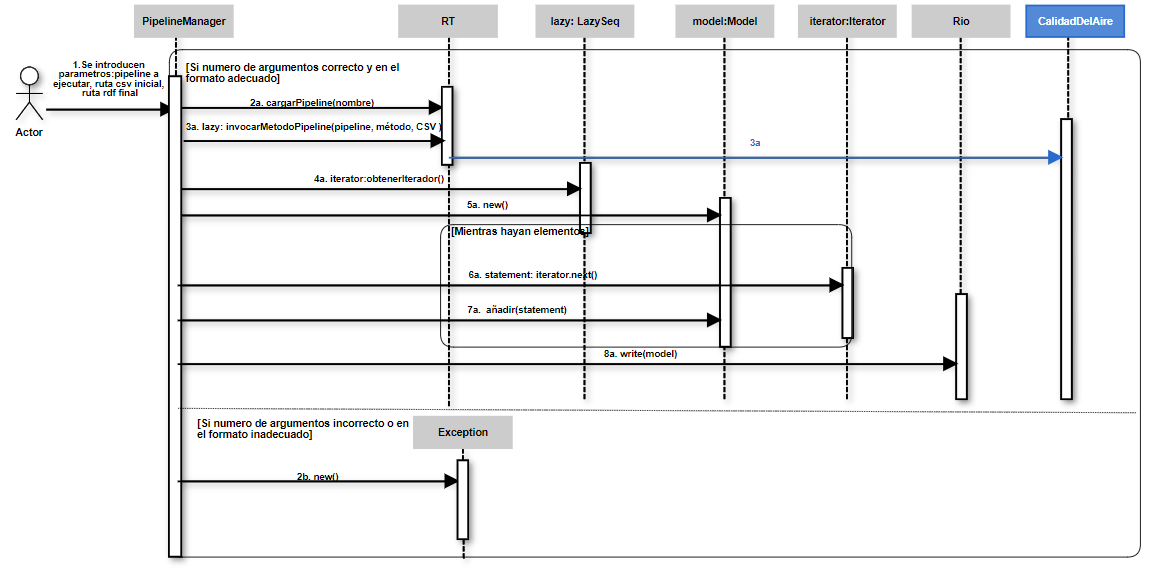 PipelineManager
RT
lazy: LazySeq
model:Model
iterator:Iterator
Rio
CalidadDelAire
1.Se introducen
parametros:pipeline a
ejecutar, ruta csv inicial,
ruta rdf final
Actor
[Si numero de argumentos correcto y en el
formato adecuado]
2a. cargarPipeline(nombre)
3a. lazy: invocarMetodoPipeline(pipeline, método, CSV )
3a
4a. iterator:obtenerIterador()
5a. new()
[Mientras hayan elementos]
6a. statement: iterator.next()
7a. añadir(statement)
8a. write(model)
[Si numero de argumentos incorrecto o en
el formato inadecuado]
Exception
2b. new()